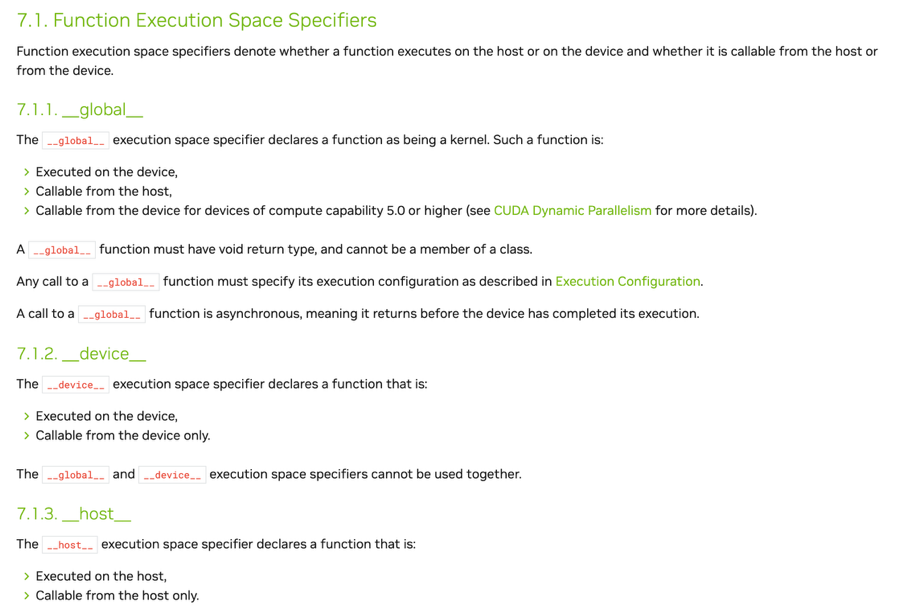 7.1. Function Execution Space Specifiers
Function execution space specifiers denote whether a function executes on the host or on the device and whether it is callable from the host or
from the device.
7.1.1. __global__
The __global__ execution space specifier declares a function as being a kernel. Such a function is:
> Executed on the device,
> Callable from the host,
> Callable from the device for devices of compute capability 5.0 or higher (see CUDA Dynamic Parallelism for more details).
A __global__ function must have void return type, and cannot be a member of a class.
Any call to a __global__ function must specify its execution configuration as described in Execution Configuration.
A call to a __global__ function is asynchronous, meaning it returns before the device has completed its execution.
7.1.2. __device__
The __device__ execution space specifier declares a function that is:
> Executed on the device,
> Callable from the device only.
The __global__ and __device__ execution space specifiers cannot be used together.
7.1.3. __host__
The __host__ execution space specifier declares a function that is:
> Executed on the host,
> Callable from the host only.